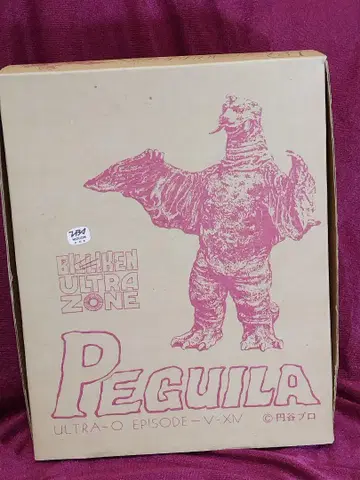 BILLIKEN
ULTRA
ZONE
PEGUILA
ULTRA-Q EPISODE-V-XIV ©円谷プロ